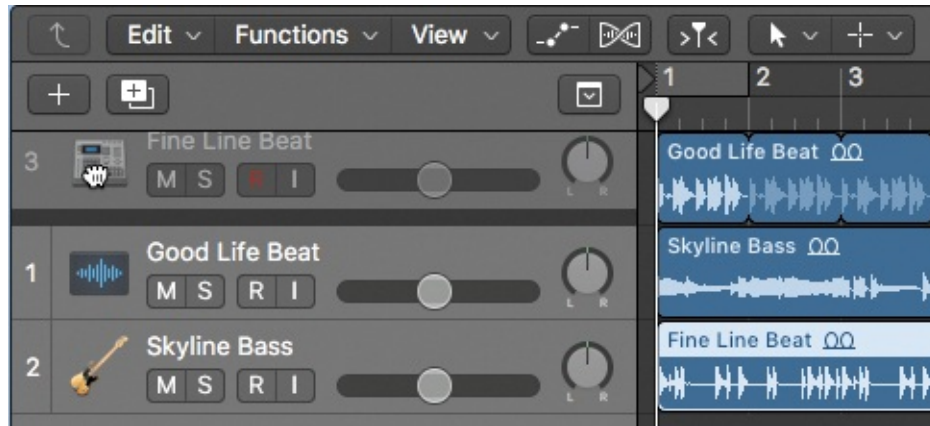 Edit Functions View
1 2 3
3 Fine Line Beat
M S R I
L R
Good Life Beat
1 Good Life Beat
M S R I
L R
Skyline Bass
2 Skyline Bass
M S R I
L R
Fine Line Beat